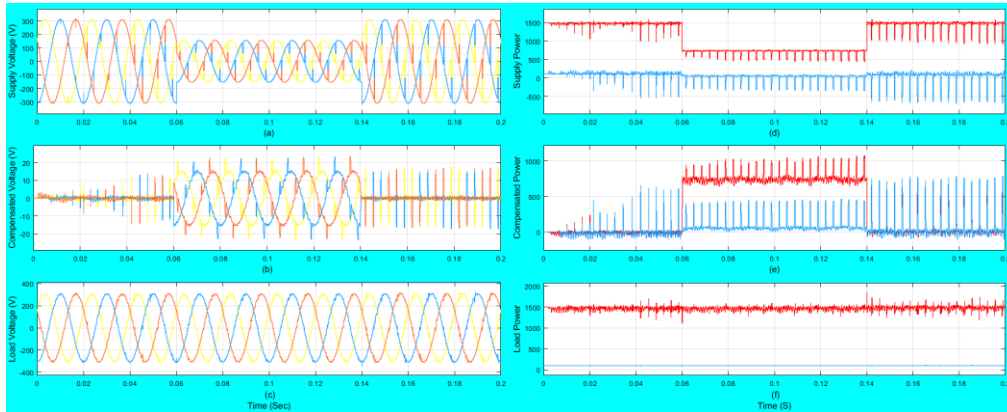 Supply Voltage (V)
300
200
100
0
-100
-200
-300
0 0.02 0.04 0.06 0.08 0.1 0.12 0.14 0.16 0.18 0.2
(a)
Compensated Voltage (V)
20
10
0
-10
-20
0 0.02 0.04 0.06 0.08 0.1 0.12 0.14 0.16 0.18 0.2
(b)
Load Voltage (V)
400
200
0
-200
-400
0 0.02 0.04 0.06 0.08 0.1 0.12 0.14 0.16 0.18 0.2
(c)
Time (Sec)
Supply Power
1500
1000
500
0
-500
0 0.02 0.04 0.06 0.08 0.1 0.12 0.14 0.16 0.18 0.2
(d)
Compensated Power
1000
500
0
0 0.02 0.04 0.06 0.08 0.1 0.12 0.14 0.16 0.18 0.2
(e)
Load Power
2000
1500
1000
500
0
0 0.02 0.04 0.06 0.08 0.1 0.12 0.14 0.16 0.18 0.2
(f)
Time (S)